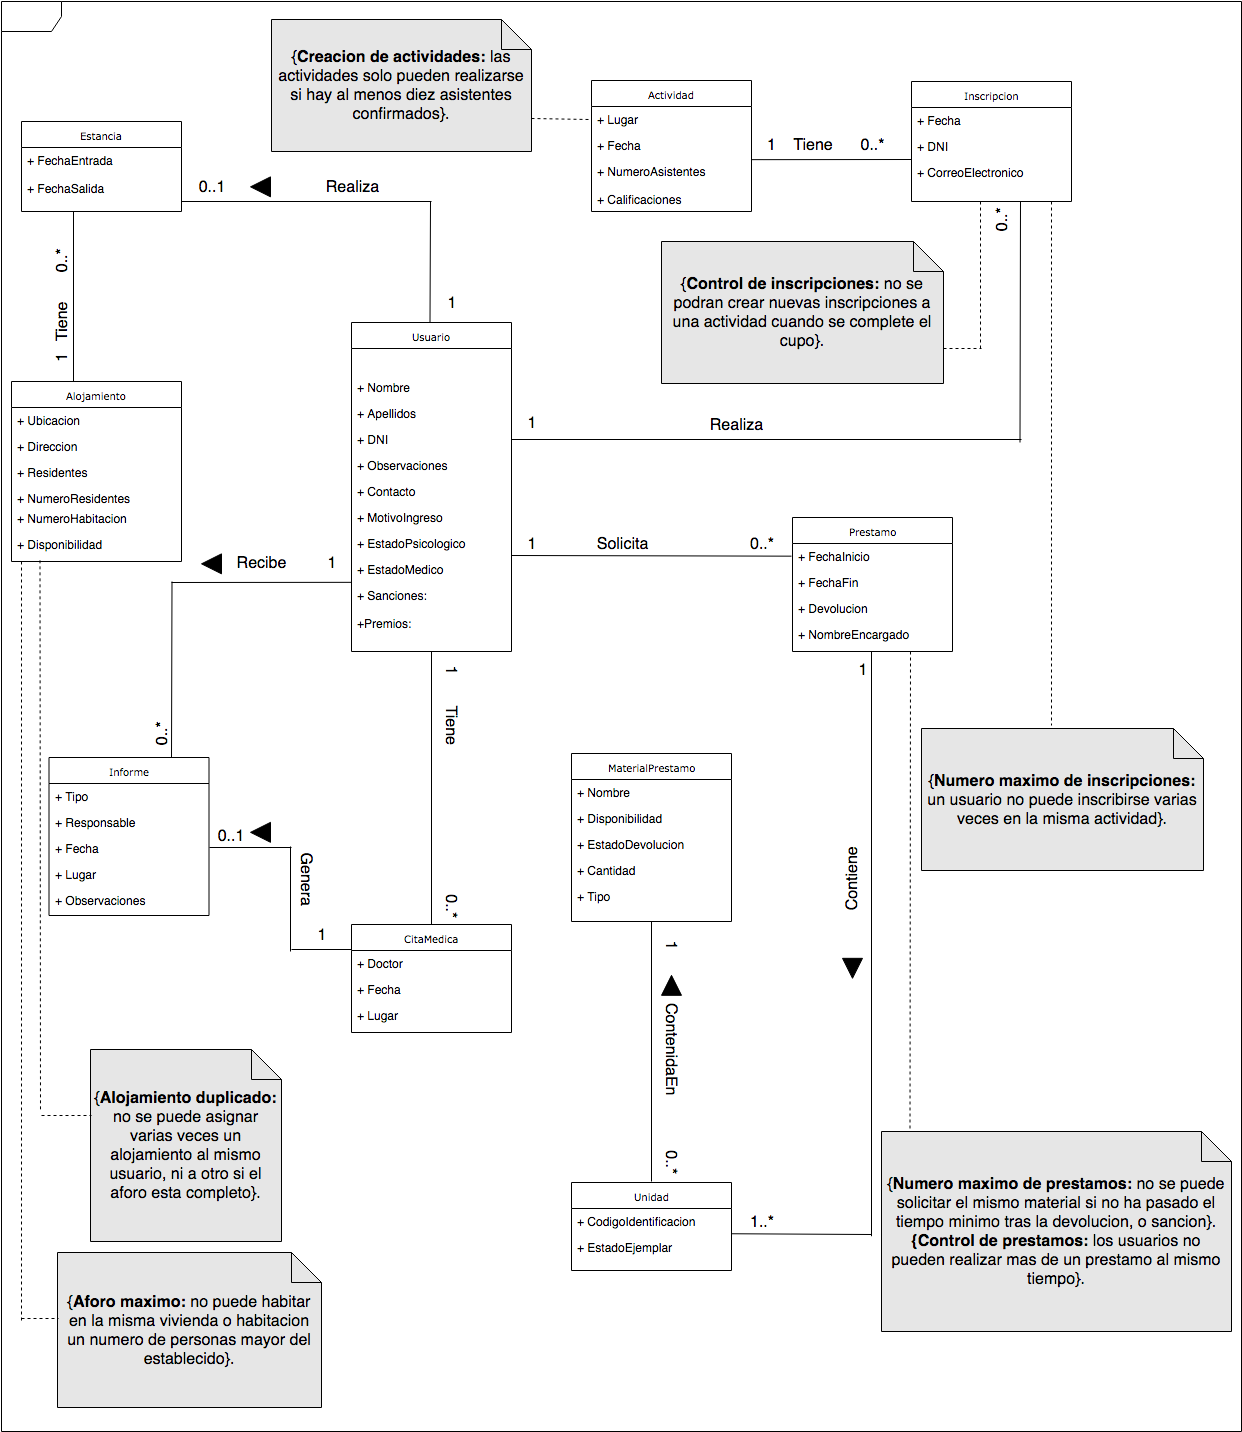 {Creacion de actividades: las
actividades solo pueden realizarse
si hay al menos diez asistentes
confirmados}.
Actividad
+ Lugar
+ Fecha
+ NumeroAsistentes
+ Calificaciones
1 Tiene 0..*
Inscripcion
+ Fecha
+ DNI
+ CorreoElectronico
0..*
Estancia
+ FechaEntrada
+ FechaSalida
0..1 Realiza
1
0..*
Tiene
1
{Control de inscripciones: no se
podran crear nuevas inscripciones a
una actividad cuando se complete el
cupo}.
Usuario
+ Nombre
+ Apellidos
+ DNI
+ Observaciones
+ Contacto
+ MotivoIngreso
+ EstadoPsicologico
+ EstadoMedico
+ Sanciones:
+Premios:
1 Realiza
Alojamiento
+ Ubicacion
+ Direccion
+ Residentes
+ NumeroResidentes
+ NumeroHabitacion
+ Disponibilidad
1 Solicita 0..*
Prestamo
+ FechaInicio
+ FechaFin
+ Devolucion
+ NombreEncargado
Recibe 1
0..*
1
Tiene
0..*
1
Contiene
1..*
Informe
+ Tipo
+ Responsable
+ Fecha
+ Lugar
+ Observaciones
0..1
Genera
1
CitaMedica
+ Doctor
+ Fecha
+ Lugar
MaterialPrestamo
+ Nombre
+ Disponibilidad
+ EstadoDevolucion
+ Cantidad
+ Tipo
1
ContenidaEn
0..*
{Numero maximo de inscripciones:
un usuario no puede inscribirse varias
veces en la misma actividad}.
Unidad
+ CodigoIdentificacion
+ EstadoEjemplar
{Alojamiento duplicado:
no se puede asignar
varias veces un
alojamiento al mismo
usuario, ni a otro si el
aforo esta completo}.
{Numero maximo de prestamos: no se puede
solicitar el mismo material si no ha pasado el
tiempo minimo tras la devolucion, o sancion}.
{Control de prestamos: los usuarios no
pueden realizar mas de un prestamo al mismo
tiempo}.
{Aforo maximo: no puede habitar
en la misma vivienda o habitacion
un numero de personas mayor del
establecido}.